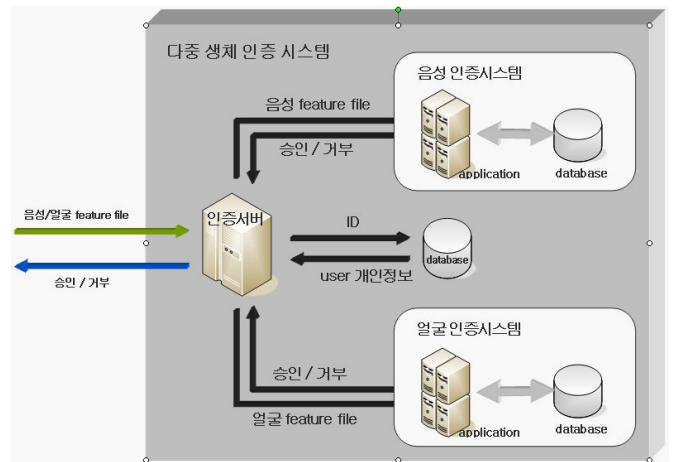 다중 생체 인증 시스템
음성 인증시스템
음성 feature file
승인 / 거부
application
database
음성/얼굴 feature file
인증서버
ID
database
user 개인정보
승인 / 거부
얼굴 인증시스템
승인 / 거부
얼굴 feature file
application
database